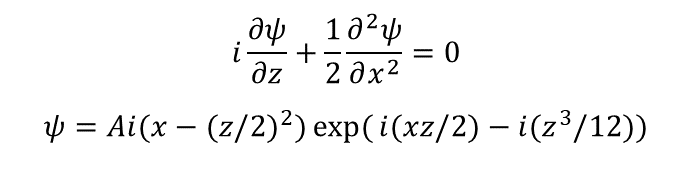 i ∂ψ/∂z + 1/2 ∂²ψ/∂x² = 0
ψ = Ai(x − (z/2)²) exp( i(xz/2) − i(z³/12))